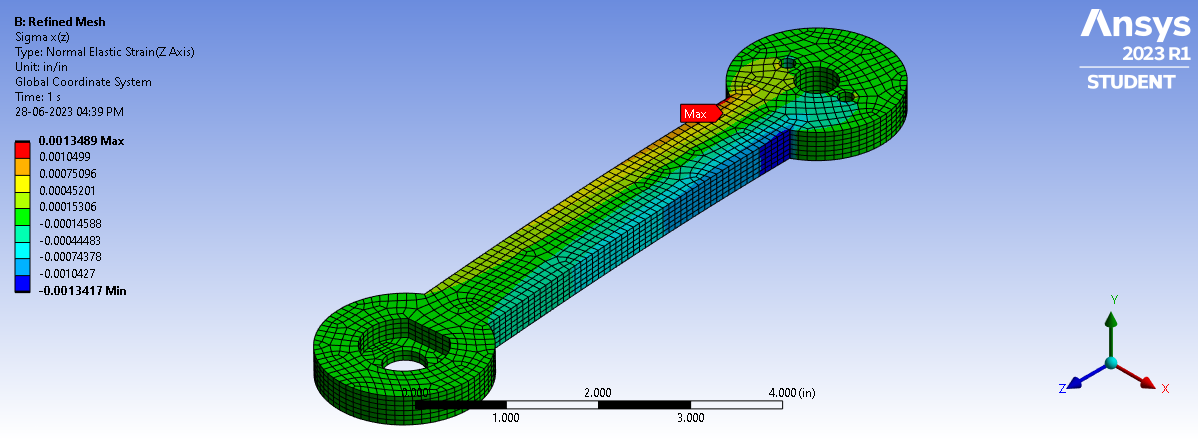 B: Refined Mesh
Sigma x(z)
Type: Normal Elastic Strain(Z Axis)
Unit: in/in
Global Coordinate System
Time: 1 s
28-06-2023 04:39 PM
0.0013489 Max
0.0010499
0.00075096
0.00045201
0.00015306
-0.00014588
-0.00044483
-0.00074378
-0.0010427
-0.0013417 Min
Ansys
2023 R1
STUDENT
Max
0.000
2.000
4.000 (in)
1.000
3.000
Y
Z
X